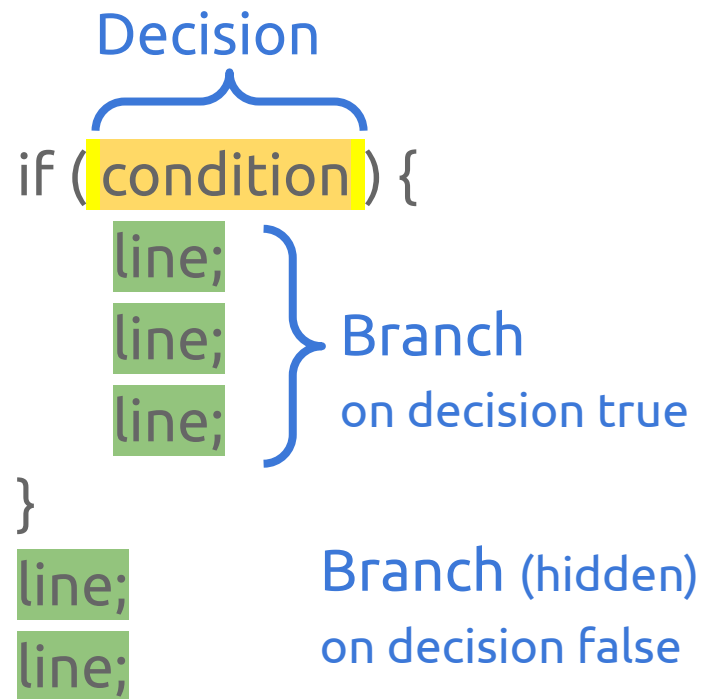 Decision
if ( condition ) {
line;
line;
line;
Branch
on decision true
}
line;
line;
Branch (hidden)
on decision false